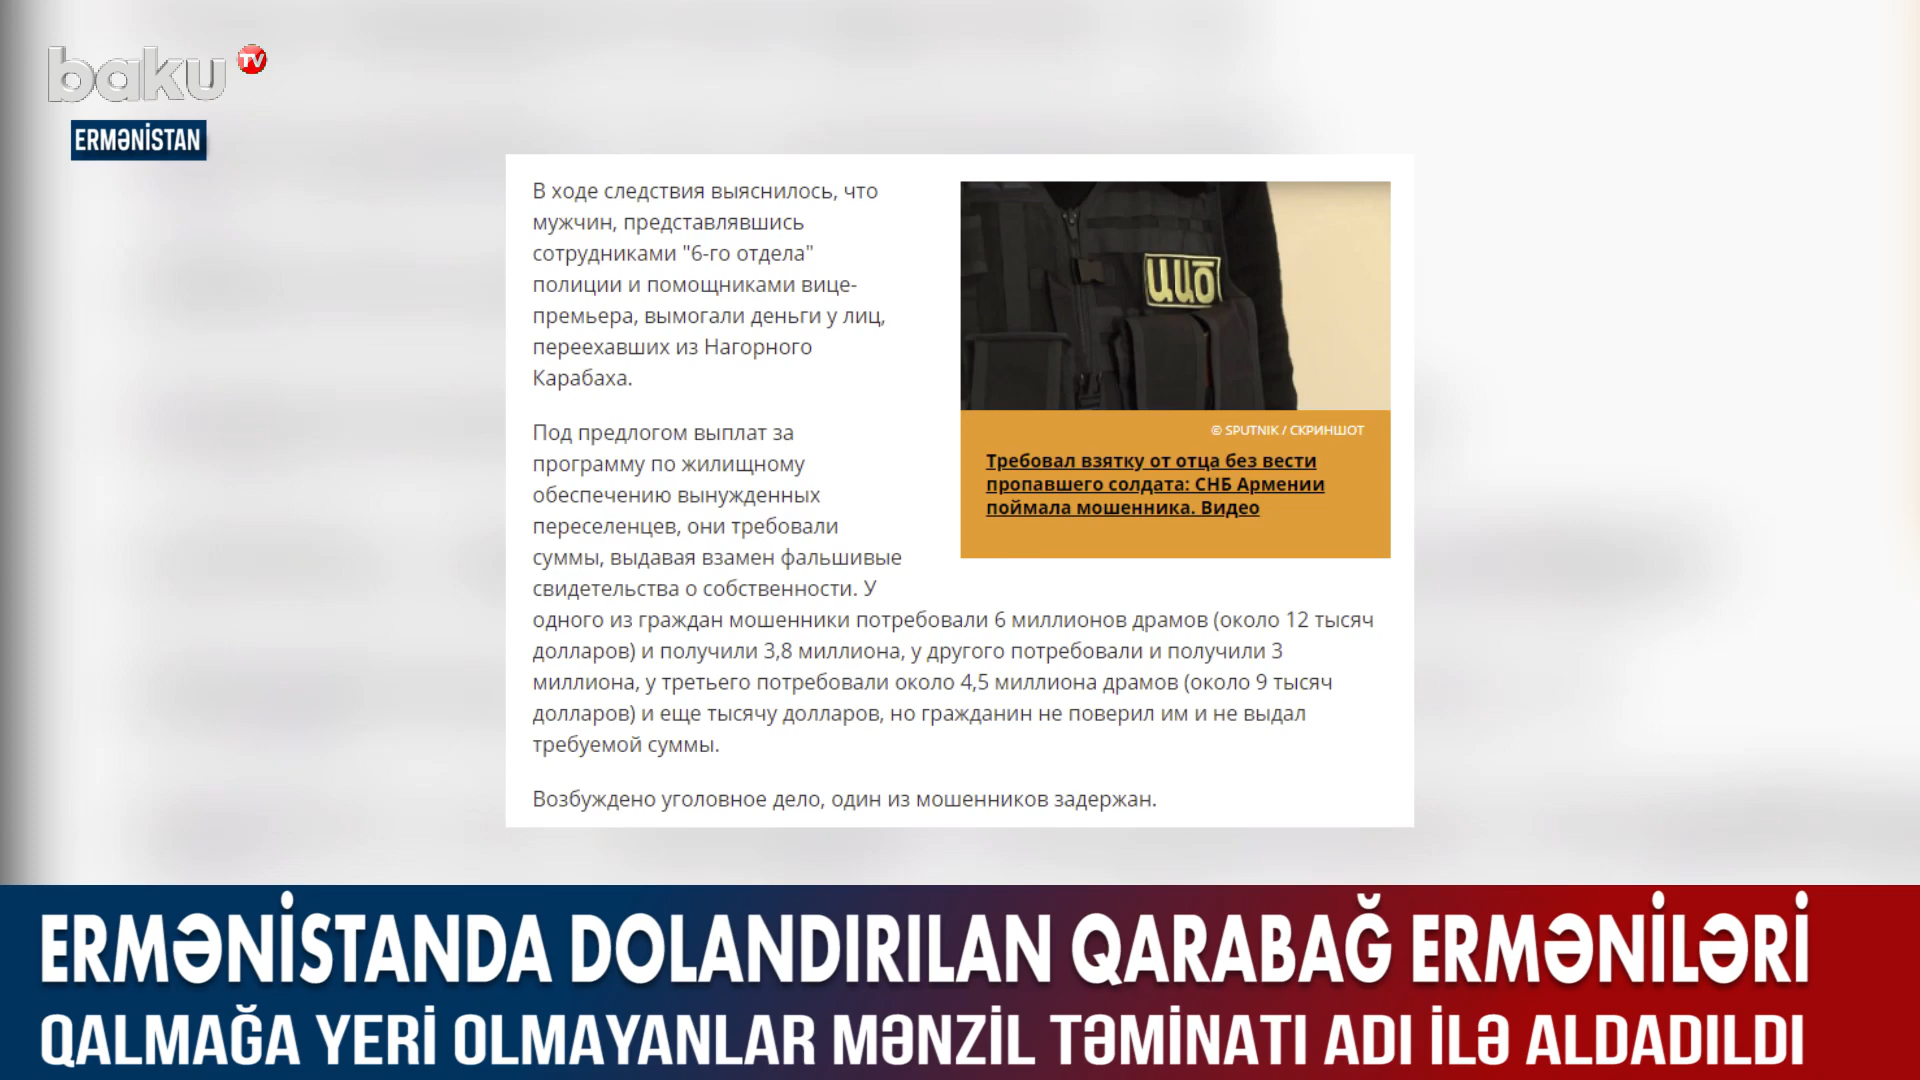 baku TV
ERMƏNİSTAN
В ходе следствия выяснилось, что
мужчин, представлявшись
сотрудниками "6-го отдела"
полиции и помощниками вице-
премьера, вымогали деньги у лиц,
переехавших из Нагорного
Карабаха.
Под предлогом выплат за
программу по жилищному
обеспечению вынужденных
переселенцев, они требовали
суммы, выдавая взамен фальшивые
свидетельства о собственности. У
одного из граждан мошенники потребовали 6 миллионов драмов (около 12 тысяч
долларов) и получили 3,8 миллиона, у другого потребовали и получили 3
миллиона, у третьего потребовали около 4,5 миллиона драмов (около 9 тысяч
долларов) и еще тысячу долларов, но гражданин не поверил им и не выдал
требуемой суммы.
Возбуждено уголовное дело, один из мошенников задержан.
ԱԱԾ
© SPUTNIK / СКРИНШОТ
Требовал взятку от отца без вести
пропавшего солдата: СНБ Армении
поймала мошенника. Видео
ERMƏNİSTANDA DOLANDIRILAN QARABAĞ ERMƏNİLƏRİ
QALMAĞA YERİ OLMAYANLAR MƏNZİL TƏMİNATI ADI İLƏ ALDADILDI